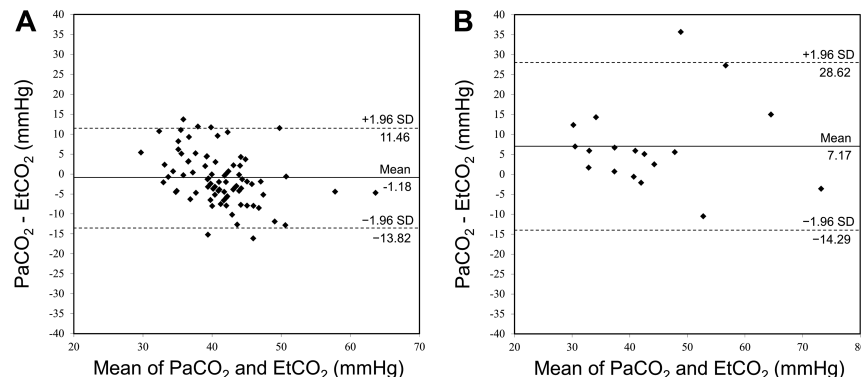 A
PaCO2 - EtCO2 (mmHg)
40
35
30
25
20
15
10
5
0
-5
-10
-15
-20
-25
-30
-35
-40
+1.96 SD
11.46
Mean
-1.18
−1.96 SD
−13.82
20 30 40 50 60 70
Mean of PaCO2 and EtCO2 (mmHg)
B
PaCO2 - EtCO2 (mmHg)
40
35
30
25
20
15
10
5
0
-5
-10
-15
-20
-25
-30
-35
-40
+1.96 SD
28.62
Mean
7.17
−1.96 SD
−14.29
20 30 40 50 60 70 80
Mean of PaCO2 and EtCO2 (mmHg)